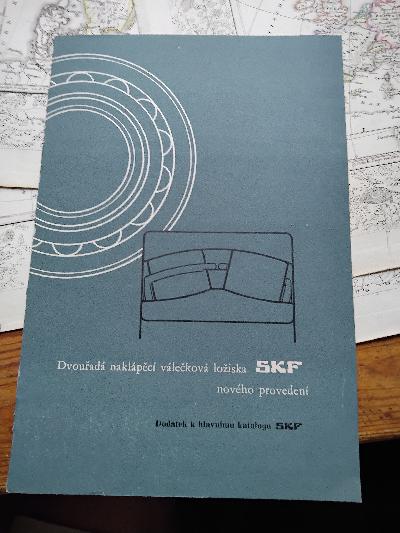 Dvouřadá naklápěcí válečková ložiska SKF
nového provedení
Dodatek k hlavnímu katalogu SKF